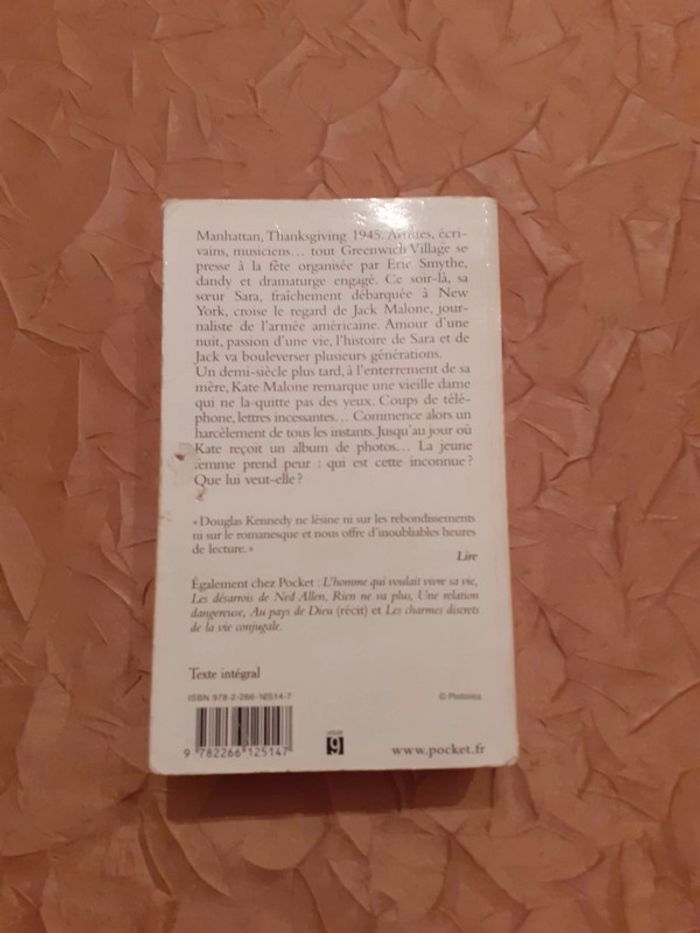 Manhattan, Thanksgiving 1945. Artistes, écri-
vains, musiciens… tout Greenwich Village se
presse à la fête organisée par Eric Smythe,
dandy et dramaturge engagé. Ce soir-là, sa
sœur Sara, fraîchement débarquée à New
York, croise le regard de Jack Malone, jour-
naliste de l'armée américaine. Amour d'une
nuit, passion d'une vie, l'histoire de Sara et de
Jack va bouleverser plusieurs générations.
Un demi-siècle plus tard, à l'enterrement de sa
mère, Kate Malone remarque une vieille dame
qui ne la quitte pas des yeux. Coups de télé-
phone, lettres incessantes… Commence alors un
harcèlement de tous les instants. Jusqu'au jour où
Kate reçoit un album de photos… La jeune
femme prend peur : qui est cette inconnue ?
Que lui veut-elle ?
« Douglas Kennedy ne lésine ni sur les rebondissements
ni sur le romanesque et nous offre d'inoubliables heures
de lecture. »
Lire
Également chez Pocket : L'homme qui voulait vivre sa vie,
Les désarrois de Ned Allen, Rien ne va plus, Une relation
dangereuse, Au pays de Dieu (récit) et Les charmes discrets
de la vie conjugale.
Texte intégral
ISBN 978-2-266-12514-7
© Photonica
9 782266 125147
9
www.pocket.fr